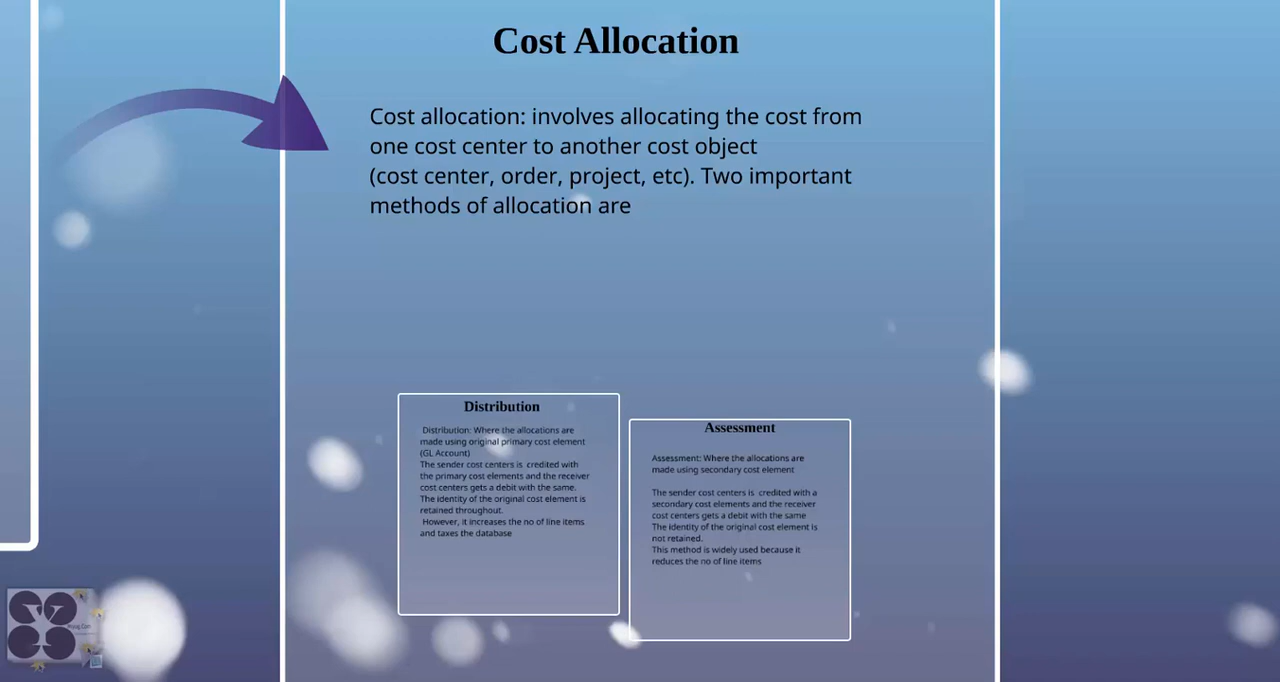 Cost Allocation
Cost allocation: involves allocating the cost from
one cost center to another cost object
(cost center, order, project, etc). Two important
methods of allocation are
Distribution
Distribution: Where the allocations are
made using original primary cost element
(GL Account)
The sender cost centers is credited with
the primary cost elements and the receiver
cost centers gets a debit with the same.
The identity of the original cost element is
retained throughout.
However, it increases the no of line items
and taxes the database
Assessment
Assessment: Where the allocations are
made using secondary cost element
The sender cost centers is credited with a
secondary cost elements and the receiver
cost centers gets a debit with the same
The identity of the original cost element is
not retained.
This method is widely used because it
reduces the no of line items